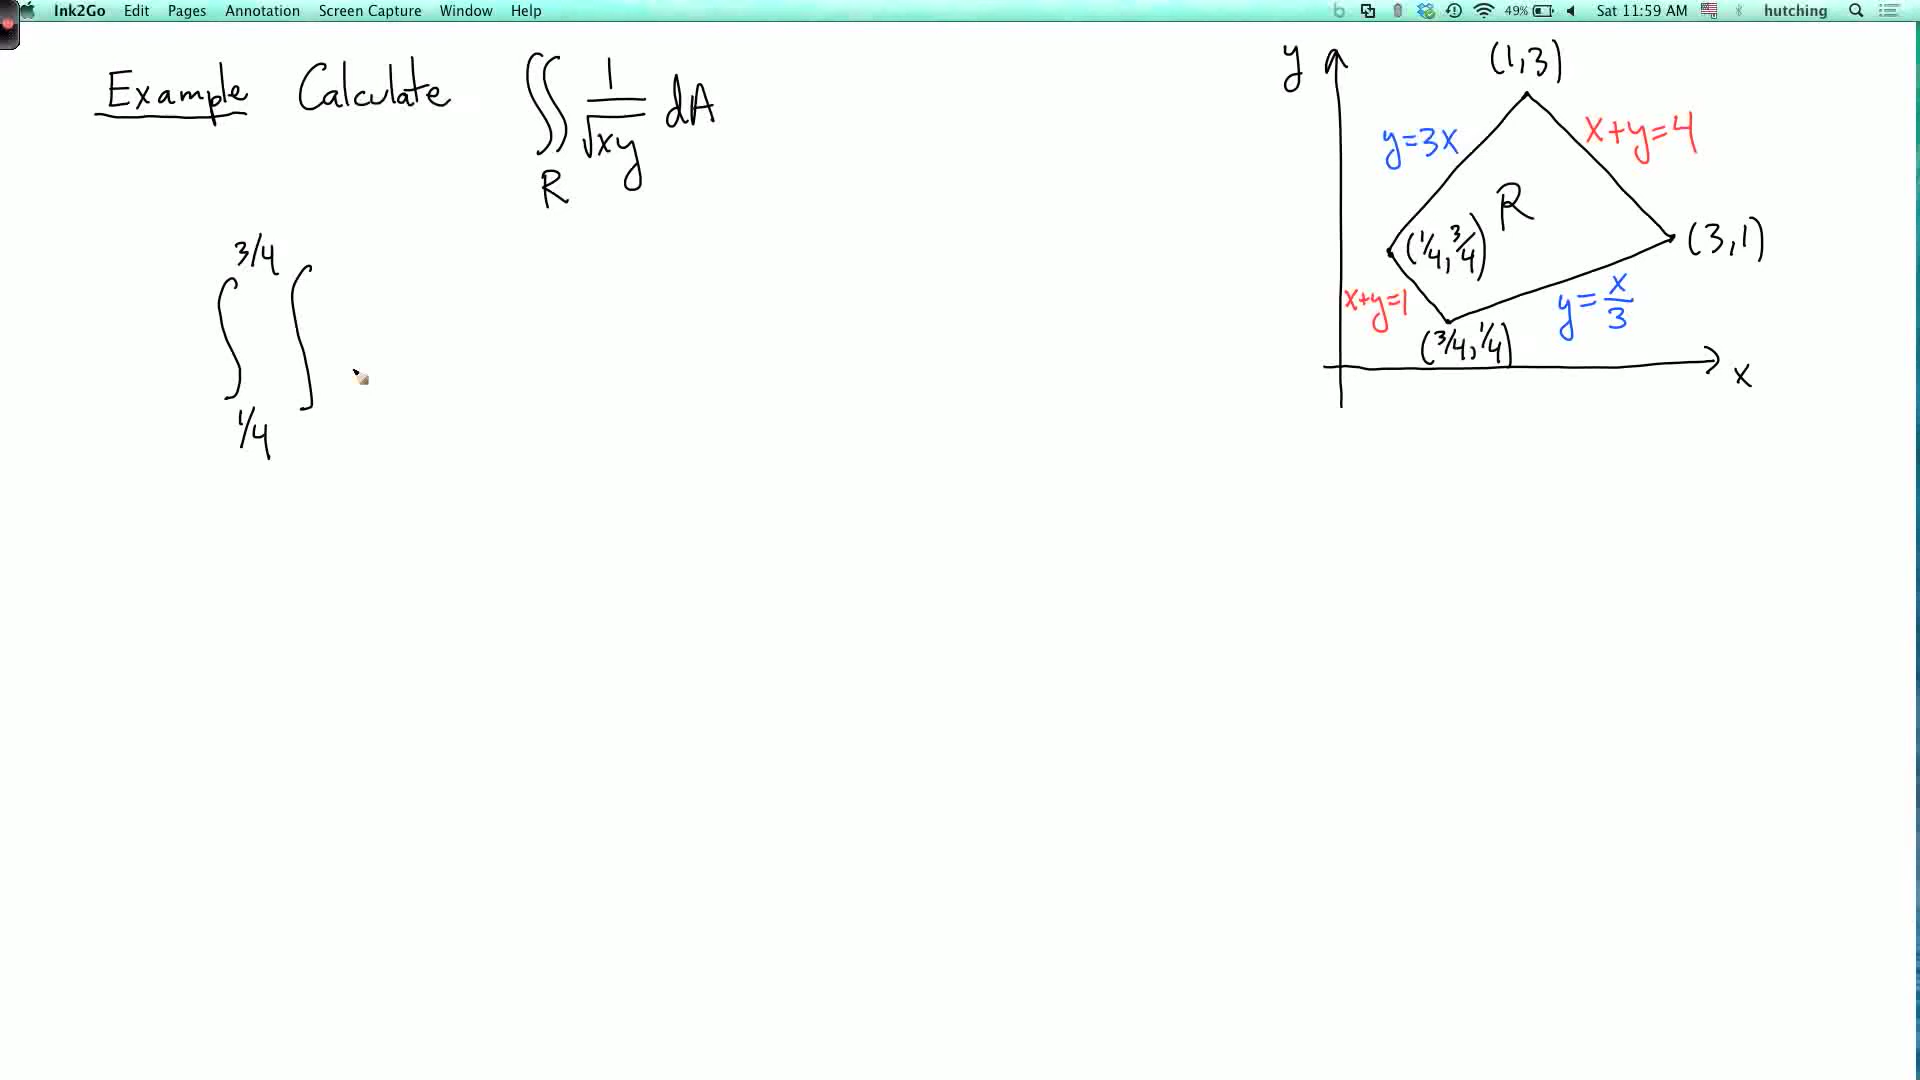 Ink2Go Edit Pages Annotation Screen Capture Window Help 49% Sat 11:59 AM hutching
Example Calculate ∬ 1/√xy dA
R
3/4
∫ ∫
1/4
y
(1,3)
y=3x
x+y=4
R
(1/4, 3/4)
(3,1)
x+y=1
y=x/3
(3/4, 1/4)
x